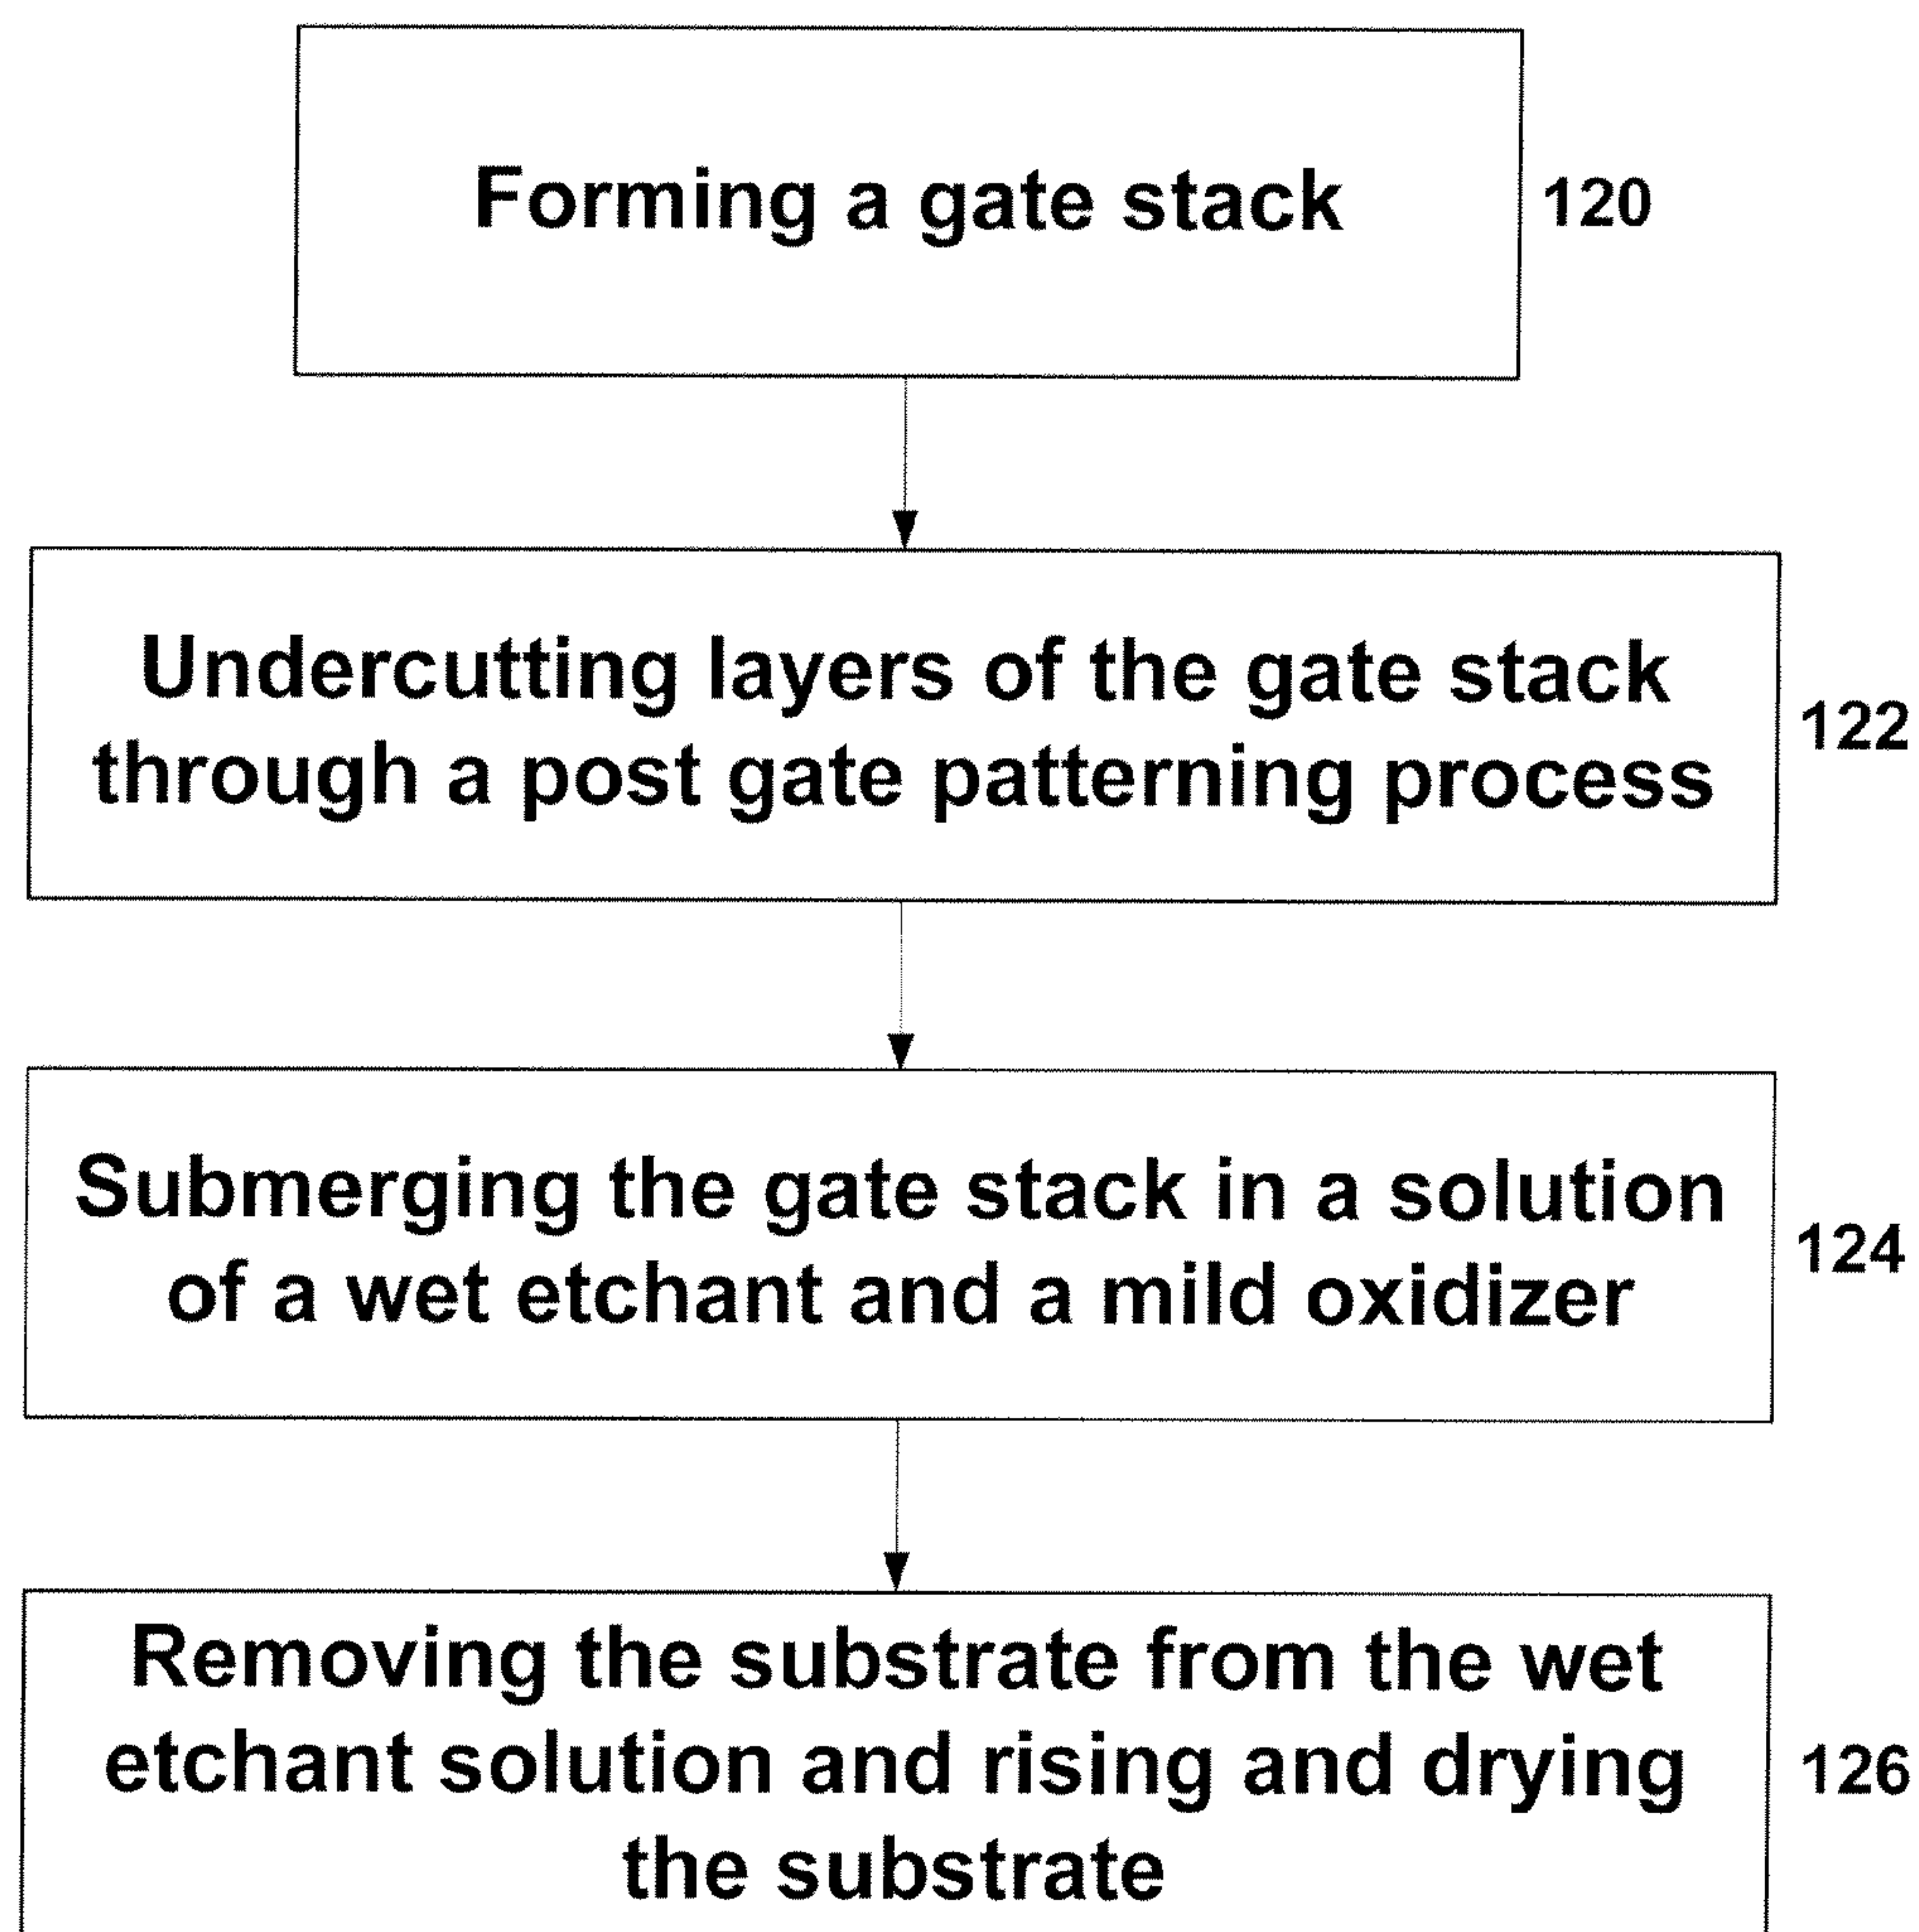 Forming a gate stack
120
Undercutting layers of the gate stack
through a post gate patterning process
122
Submerging the gate stack in a solution
of a wet etchant and a mild oxidizer
124
Removing the substrate from the wet
etchant solution and rising and drying
the substrate
126